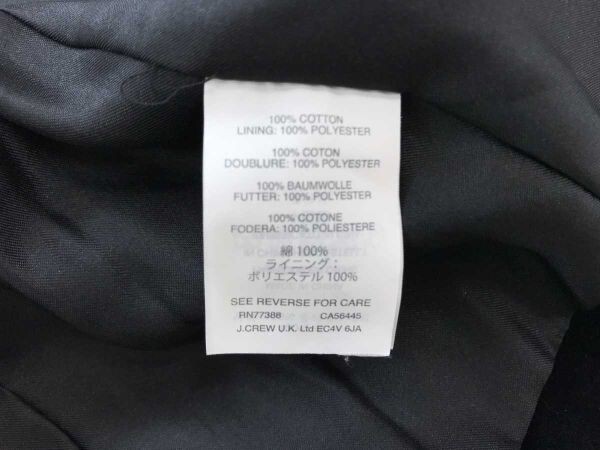 100% COTTON
LINING: 100% POLYESTER
100% COTON
DOUBLURE: 100% POLYESTER
100% BAUMWOLLE
FUTTER: 100% POLYESTER
100% COTONE
FODERA: 100% POLIESTERE
綿 100%
ライニング :
ポリエステル 100%
SEE REVERSE FOR CARE
RN77388 CA56445
J.CREW U.K. Ltd EC4V 6JA